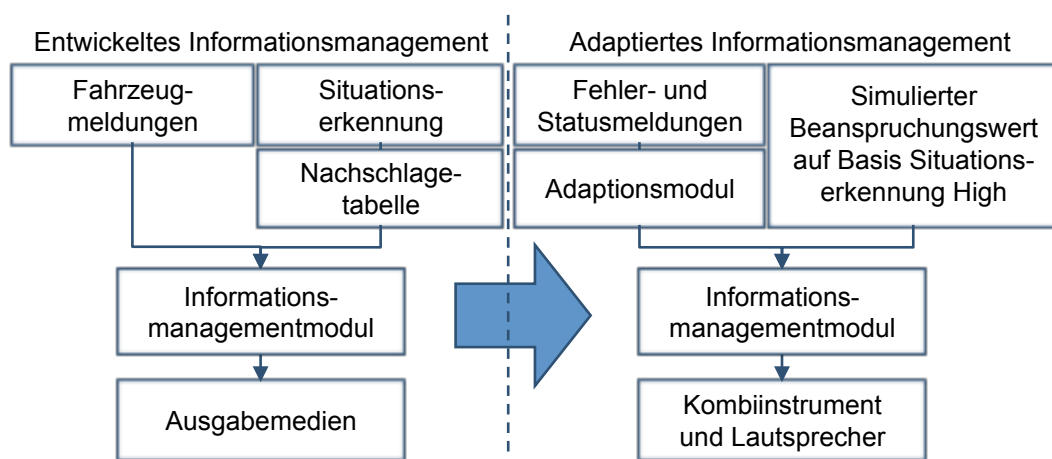 Entwickeltes Informationsmanagement
Fahrzeug-
meldungen
Situations-
erkennung
Nachschlage-
tabelle
Informations-
managementmodul
Ausgabemedien
Adaptiertes Informationsmanagement
Fehler- und
Statusmeldungen
Adaptionsmodul
Simulierter
Beanspruchungswert
auf Basis Situations-
erkennung High
Informations-
managementmodul
Kombiinstrument
und Lautsprecher